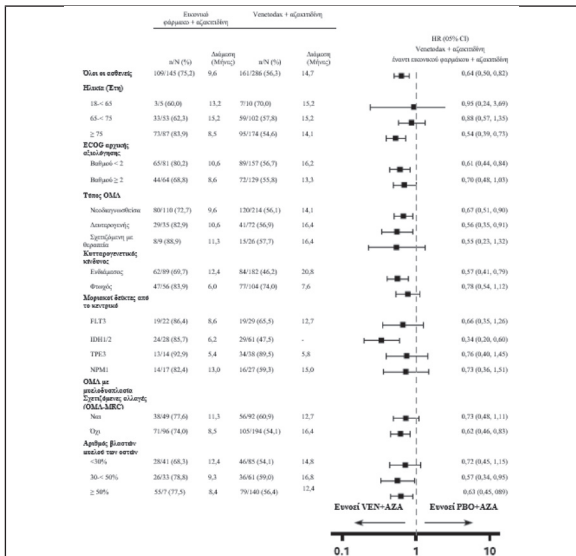 Εικονικό
φάρμακο + αζακιτιδίνη Venetodax + αζακιτιδίνη
n/N (%) Διάμεση (Μήνες) n/N (%) Διάμεση (Μήνες)
HR (05% CI)
Venetodax + αζακιτιδίνη
έναντι εικονικού φαρμάκου + αζακιτιδίνη
Όλοι οι ασθενείς 109/145 (75,2) 9,6 161/286 (56,3) 14,7 0,64 (0,50, 0,82)
Ηλικία (Έτη)
18-< 65 3/5 (60,0) 13,2 7/10 (70,0) 15,2 0,95 (0,24, 3,69)
65-< 75 33/53 (62,3) 15,2 59/102 (57,8) 15,2 0,88 (0,57, 1,35)
≥ 75 73/87 (83,9) 8,5 95/174 (54,6) 14,1 0,54 (0,39, 0,73)
ECOG αρχικής
αξιολόγησης
Βαθμού < 2 65/81 (80,2) 10,6 89/157 (56,7) 16,2 0,61 (0,44, 0,84)
Βαθμού ≥ 2 44/64 (68,8) 8,6 72/129 (55,8) 13,3 0,70 (0,48, 1,03)
Τύπος ΟΜΛ
Νεοδιαγνωσθείσα 80/110 (72,7) 9,6 120/214 (56,1) 14,1 0,67 (0,51, 0,90)
Δευτερογενής 29/35 (82,9) 10,6 41/72 (56,9) 16,4 0,56 (0,35, 0,91)
Σχετιζόμενη με
θεραπεία 8/9 (88,9) 11,3 15/26 (57,7) 16,4 0,55 (0,23, 1,32)
Κυτταρογενετικός
κίνδυνος
Ενδιάμεσος 62/89 (69,7) 12,4 84/182 (46,2) 20,8 0,57 (0,41, 0,79)
Φτωχός 47/56 (83,9) 6,0 77/104 (74,0) 7,6 0,78 (0,54, 1,12)
Μοριακοί δείκτες από
το κεντρικό
FLT3 19/22 (86,4) 8,6 19/29 (65,5) 12,7 0,66 (0,35, 1,26)
IDH1/2 24/28 (85,7) 6,2 29/61 (47,5) - 0,34 (0,20, 0,60)
TPE3 13/14 (92,9) 5,4 34/38 (89,5) 5,8 0,76 (0,40, 1,45)
NPM1 14/17 (82,4) 13,0 16/27 (59,3) 15,0 0,73 (0,36, 1,51)
ΟΜΛ με
μυελοδυσπλασία
Σχετιζόμενες αλλαγές
(ΟΜΛ-MRC)
Ναι 38/49 (77,6) 11,3 56/92 (60,9) 12,7 0,73 (0,48, 1,11)
Όχι 71/96 (74,0) 8,5 105/194 (54,1) 16,4 0,62 (0,46, 0,83)
Αριθμός βλαστών
μυελού των οστών
<30% 28/41 (68,3) 12,4 46/85 (54,1) 14,8 0,72 (0,45, 1,15)
30-< 50% 26/33 (78,8) 9,3 36/61 (59,0) 16,8 0,57 (0,34, 0,95)
≥ 50% 55/7 (77,5) 8,4 79/140 (56,4) 12,4 0,63 (0,45, 089)
Ευνοεί VEN+AZA Ευνοεί PBO+AZA
0.1 1 10